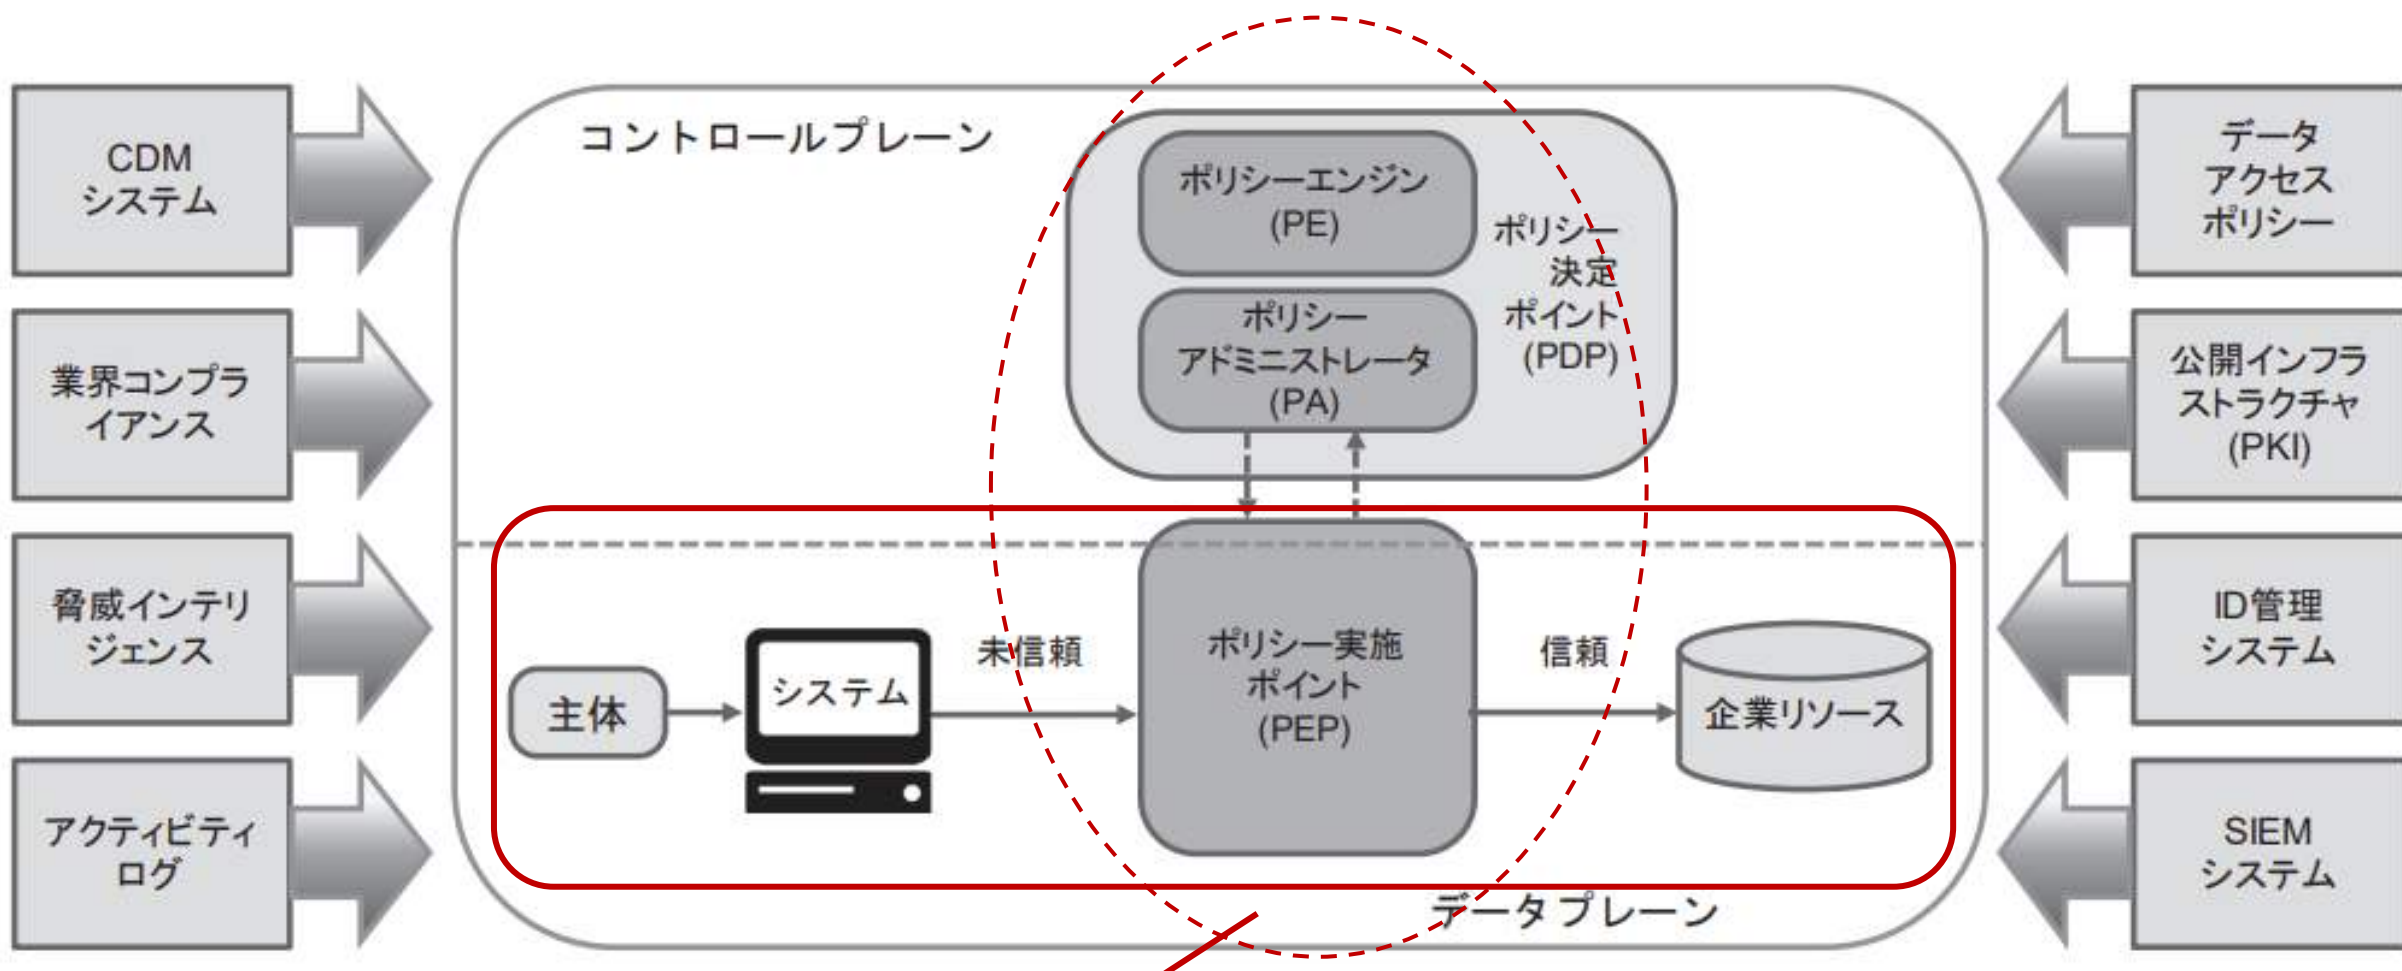 CDM
システム
業界コンプラ
イアンス
脅威インテリ
ジェンス
アクティビティ
ログ
コントロールプレーン
ポリシーエンジン
(PE)
ポリシー
アドミニストレータ
(PA)
ポリシー
決定
ポイント
(PDP)
主体
システム
未信頼
ポリシー実施
ポイント
(PEP)
信頼
企業リソース
データプレーン
データ
アクセス
ポリシー
公開インフラ
ストラクチャ
(PKI)
ID管理
システム
SIEM
システム